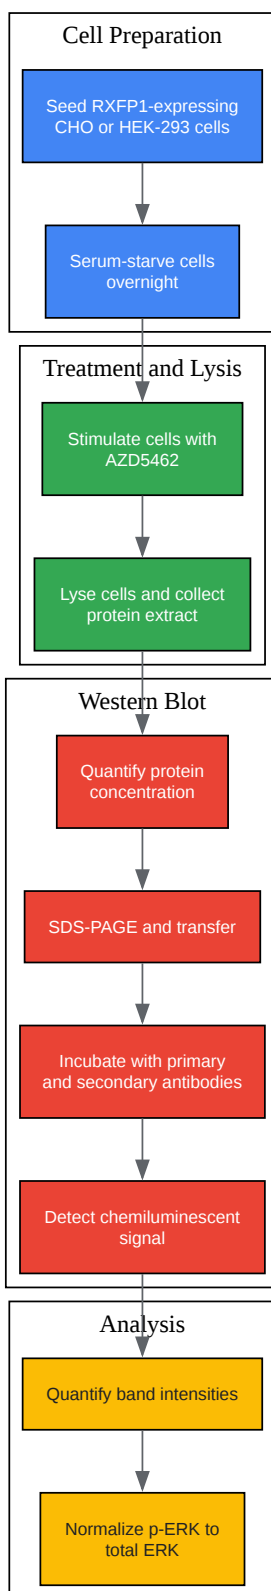 Cell Preparation
Seed RXFP1-expressing
CHO or HEK-293 cells
Serum-starve cells
overnight
Treatment and Lysis
Stimulate cells with
AZD5462
Lyse cells and collect
protein extract
Western Blot
Quantify protein
concentration
SDS-PAGE and transfer
Incubate with primary
and secondary antibodies
Detect chemiluminescent
signal
Analysis
Quantify band intensities
Normalize p-ERK to
total ERK